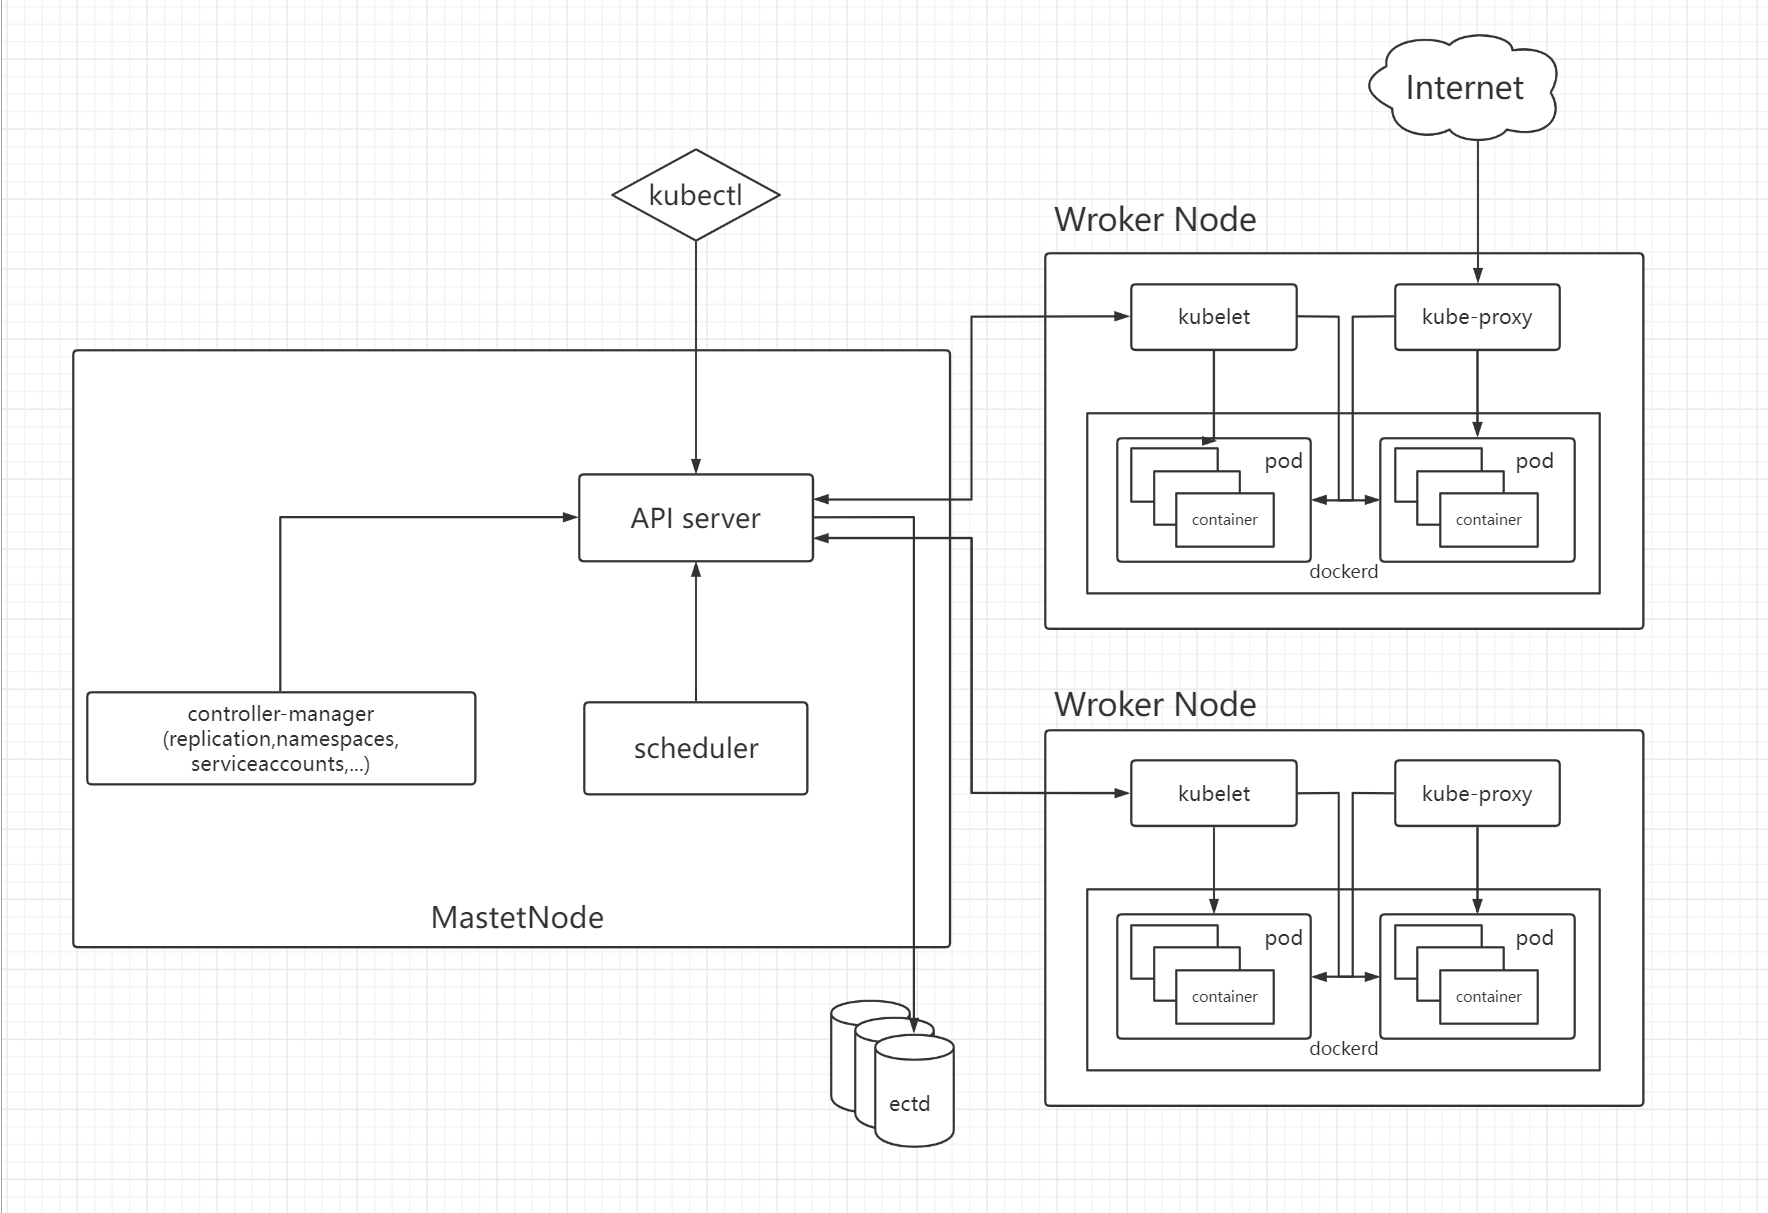 Internet
kubectl
Wroker Node
kubelet
kube-proxy
pod
pod
container
container
dockerd
API server
controller-manager
(replication,namespaces,
serviceaccounts,...)
scheduler
MastetNode
Wroker Node
kubelet
kube-proxy
pod
pod
container
container
dockerd
ectd